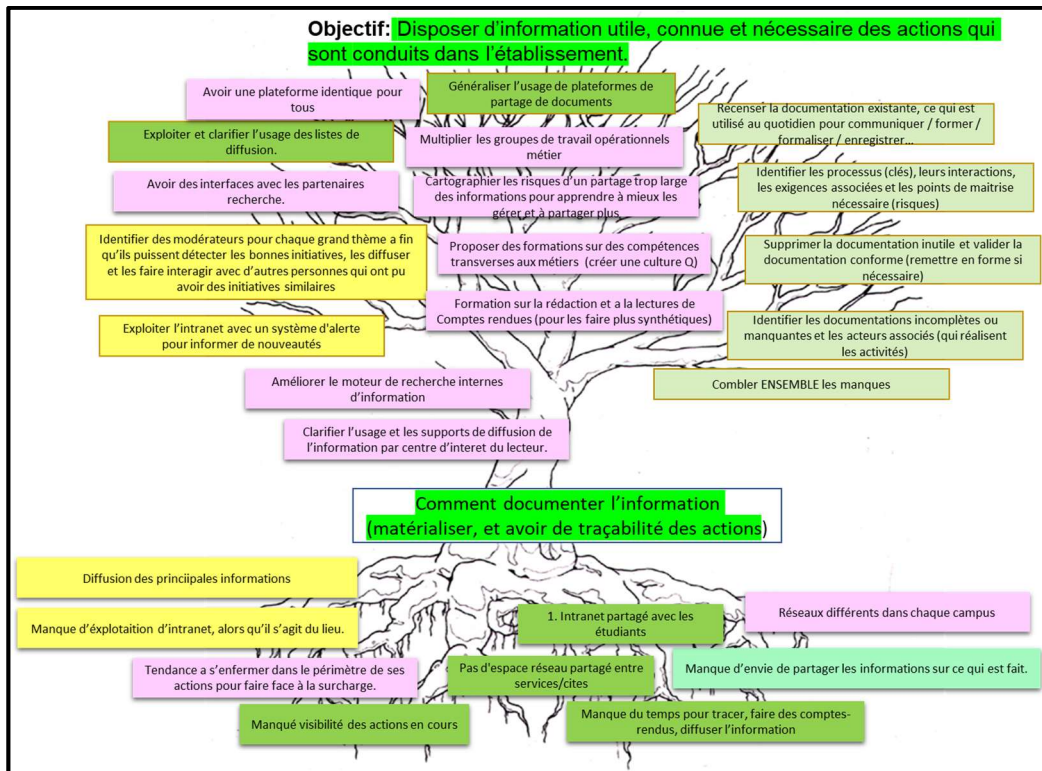 Objectif: Disposer d'information utile, connue et nécessaire des actions qui
sont conduits dans l'établissement.
Avoir une plateforme identique pour
tous
Généraliser l'usage de plateformes de
partage de documents
Recenser la documentation existante, ce qui est
utilisé au quotidien pour communiquer / former /
formaliser / enregistrer…
Exploiter et clarifier l'usage des listes de
diffusion.
Multiplier les groupes de travail opérationnels
métier
Avoir des interfaces avec les partenaires
recherche.
Cartographier les risques d'un partage trop large
des informations pour apprendre à mieux les
gérer et à partager plus
Identifier les processus (clés), leurs interactions,
les exigences associées et les points de maitrise
nécessaire (risques)
Identifier des modérateurs pour chaque grand thème a fin
qu'ils puissent détecter les bonnes initiatives, les diffuser
et les faire interagir avec d'autres personnes qui ont pu
avoir des initiatives similaires
Proposer des formations sur des compétences
transverses aux métiers (créer une culture Q)
Supprimer la documentation inutile et valider la
documentation conforme (remettre en forme si
nécessaire)
Exploiter l'intranet avec un système d'alerte
pour informer de nouveautés
Formation sur la rédaction et a la lectures de
Comptes rendues (pour les faire plus synthétiques)
Identifier les documentations incomplètes ou
manquantes et les acteurs associés (qui réalisent
les activités)
Améliorer le moteur de recherche internes
d'information
Combler ENSEMBLE les manques
Clarifier l'usage et les supports de diffusion de
l'information par centre d'interet du lecteur.
Comment documenter l'information
(matérialiser, et avoir de traçabilité des actions)
Diffusion des princiipales informations
1. Intranet partagé avec les
étudiants
Réseaux différents dans chaque campus
Manque d'éxplotaition d'intranet, alors qu'il s'agit du lieu.
Tendance a s'enfermer dans le périmètre de ses
actions pour faire face à la surcharge.
Pas d'espace réseau partagé entre
services/cites
Manque d'envie de partager les informations sur ce qui est fait.
Manqué visibilité des actions en cours
Manque du temps pour tracer, faire des comptes-
rendus, diffuser l'information